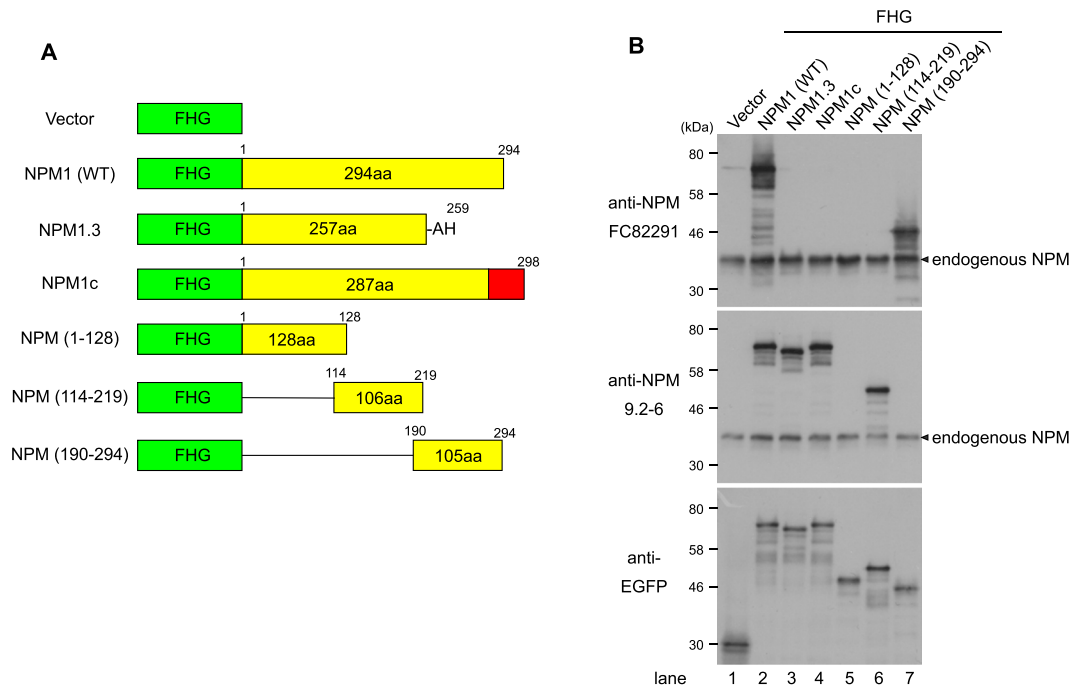 A
Vector
FHG
NPM1 (WT)
FHG
1
294aa
294
NPM1.3
FHG
1
257aa
259
-AH
NPM1c
FHG
1
287aa
298
NPM (1-128)
FHG
1
128aa
128
NPM (114-219)
FHG
114
106aa
219
NPM (190-294)
FHG
190
105aa
294
B
FHG
Vector
NPM1 (WT)
NPM1.3
NPM1c
NPM (1-128)
NPM (114-219)
NPM (190-294)
(kDa)
anti-NPM
FC82291
80
58
46
30
endogenous NPM
anti-NPM
9.2-6
80
58
46
30
endogenous NPM
anti-
EGFP
80
58
46
30
lane 1 2 3 4 5 6 7